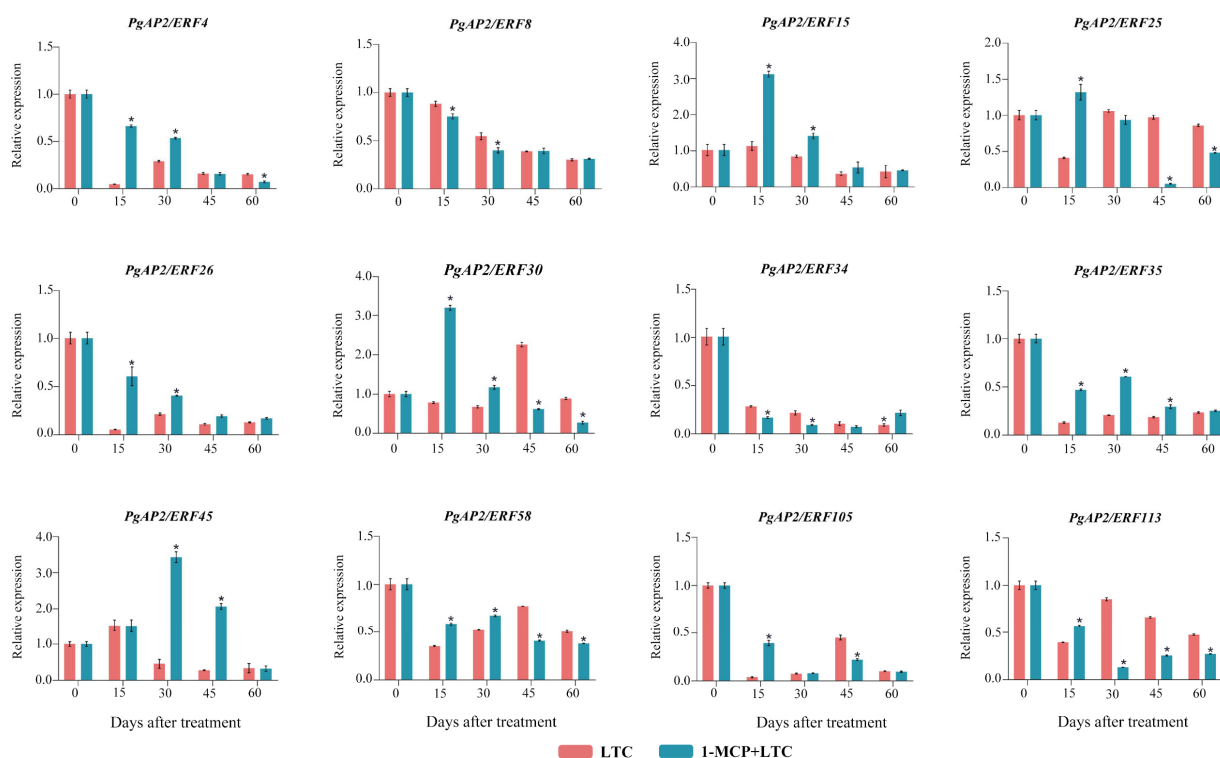 PgAP2/ERF4
PgAP2/ERF8
PgAP2/ERF15
PgAP2/ERF25
Relative expression
1.5
1.0
0.5
0.0
0 15 30 45 60
Relative expression
1.5
1.0
0.5
0.0
0 15 30 45 60
Relative expression
4.0
3.0
2.0
1.0
0.0
0 15 30 45 60
Relative expression
2.0
1.5
1.0
0.5
0.0
0 15 30 45 60
PgAP2/ERF26
PgAP2/ERF30
PgAP2/ERF34
PgAP2/ERF35
Relative expression
1.5
1.0
0.5
0.0
0 15 30 45 60
Relative expression
4.0
3.0
2.0
1.0
0.0
0 15 30 45 60
Relative expression
1.5
1.0
0.5
0.0
0 15 30 45 60
Relative expression
1.5
1.0
0.5
0.0
0 15 30 45 60
PgAP2/ERF45
PgAP2/ERF58
PgAP2/ERF105
PgAP2/ERF113
Relative expression
4.0
3.0
2.0
1.0
0.0
0 15 30 45 60
Relative expression
1.5
1.0
0.5
0.0
0 15 30 45 60
Relative expression
1.5
1.0
0.5
0.0
0 15 30 45 60
Relative expression
1.5
1.0
0.5
0.0
0 15 30 45 60
Days after treatment
Days after treatment
Days after treatment
Days after treatment
LTC 1-MCP+LTC